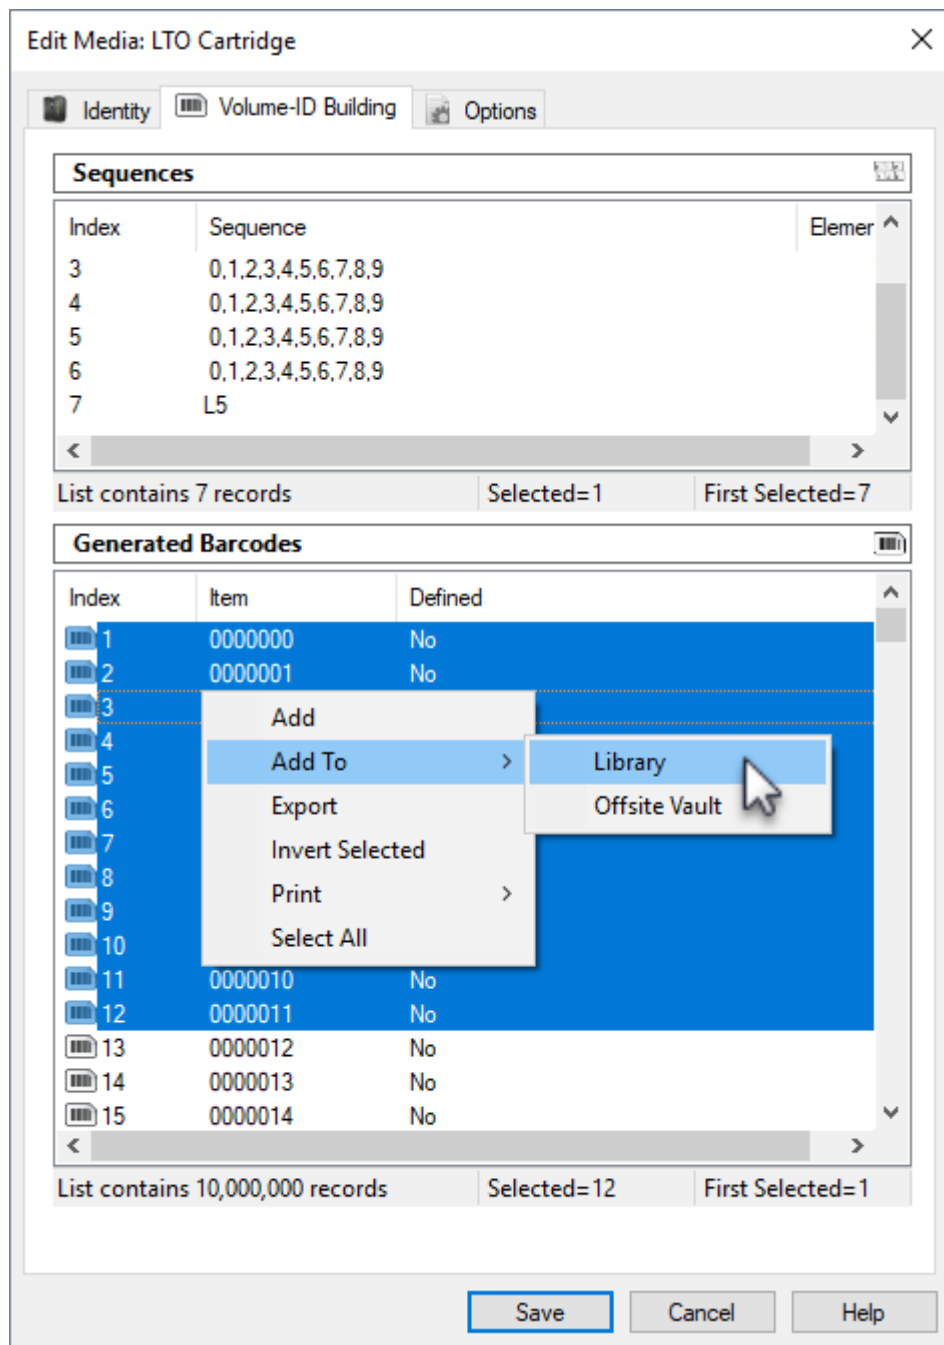 Edit Media: LTO Cartridge
Identity Volume-ID Building Options
Sequences
Index Sequence Elemer
3 0,1,2,3,4,5,6,7,8,9
4 0,1,2,3,4,5,6,7,8,9
5 0,1,2,3,4,5,6,7,8,9
6 0,1,2,3,4,5,6,7,8,9
7 L5
List contains 7 records Selected=1 First Selected=7
Generated Barcodes
Index Item Defined
1 0000000 No
2 0000001 No
3
4
5
6
7
8
9
10
Add
Add To
Export
Invert Selected
Print
Select All
Library
Offsite Vault
11 0000010 No
12 0000011 No
13 0000012 No
14 0000013 No
15 0000014 No
List contains 10,000,000 records Selected=12 First Selected=1
Save Cancel Help